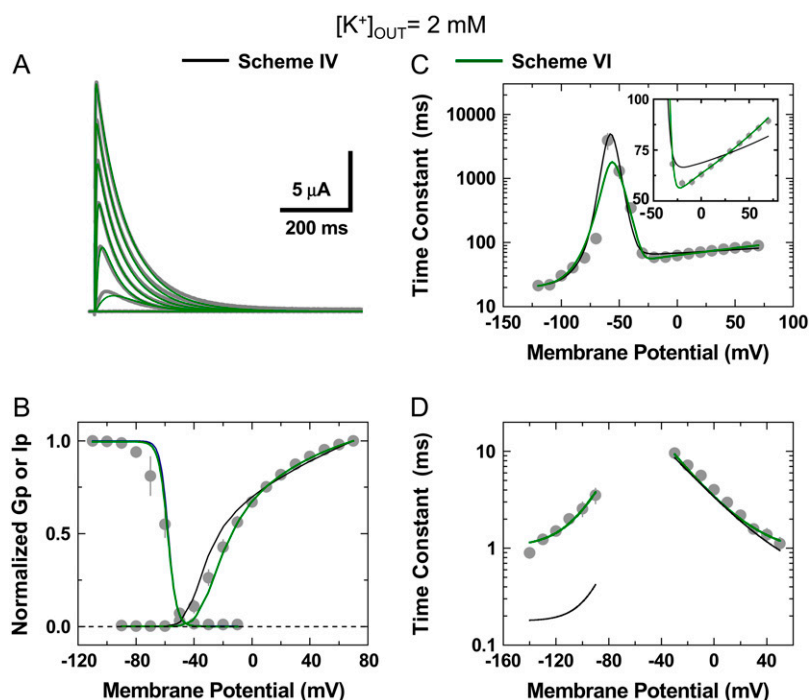 [K⁺]OUT= 2 mM
A
Scheme IV
C
Scheme VI
5 µA
200 ms
Time Constant (ms)
10000
1000
100
10
-150 -100 -50 0 50 100
Membrane Potential (mV)
100
75
50
-50 0 50
B
Normalized Gp or Ip
1.0
0.5
0.0
-120 -80 -40 0 40 80
Membrane Potential (mV)
D
Time Constant (ms)
10
1
0.1
-160 -120 -80 -40 0 40
Membrane Potential (mV)